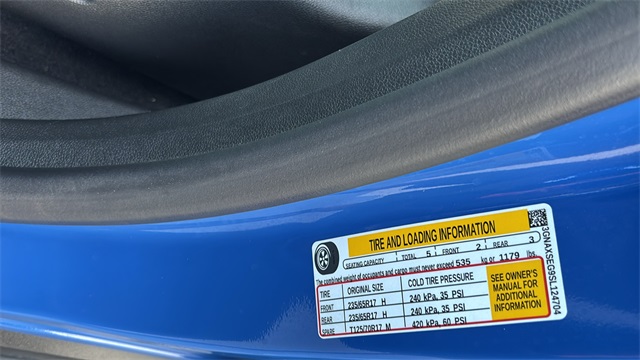 TIRE AND LOADING INFORMATION
SEATING CAPACITY TOTAL 5 FRONT 2 REAR 3
The combined weight of occupants and cargo must never exceed 535 kg or 1179 lbs.
TIRE ORIGINAL SIZE COLD TIRE PRESSURE
FRONT 235/65R17 H 240 kPa, 35 PSI
REAR 235/65R17 H 240 kPa, 35 PSI
SPARE T125/70R17 M 420 kPa, 60 PSI
SEE OWNER'S
MANUAL FOR
ADDITIONAL
INFORMATION
3GNAXSEG9SL124704